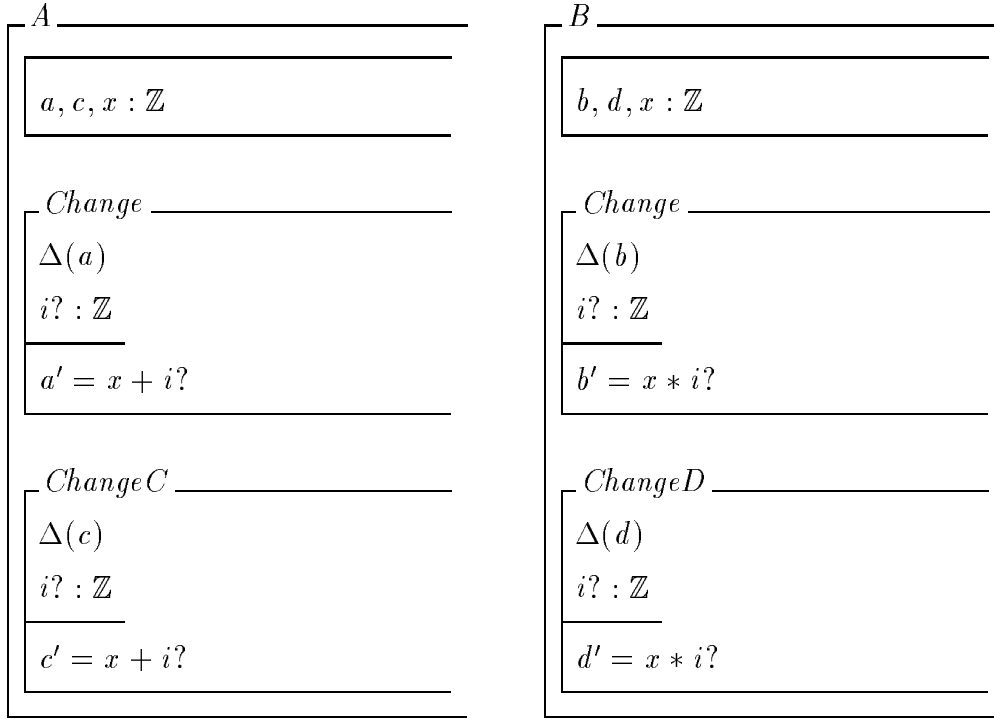 A
a, c, x : ℤ
Change
Δ(a)
i? : ℤ
a′ = x + i?
ChangeC
Δ(c)
i? : ℤ
c′ = x + i?
B
b, d, x : ℤ
Change
Δ(b)
i? : ℤ
b′ = x ∗ i?
ChangeD
Δ(d)
i? : ℤ
d′ = x ∗ i?